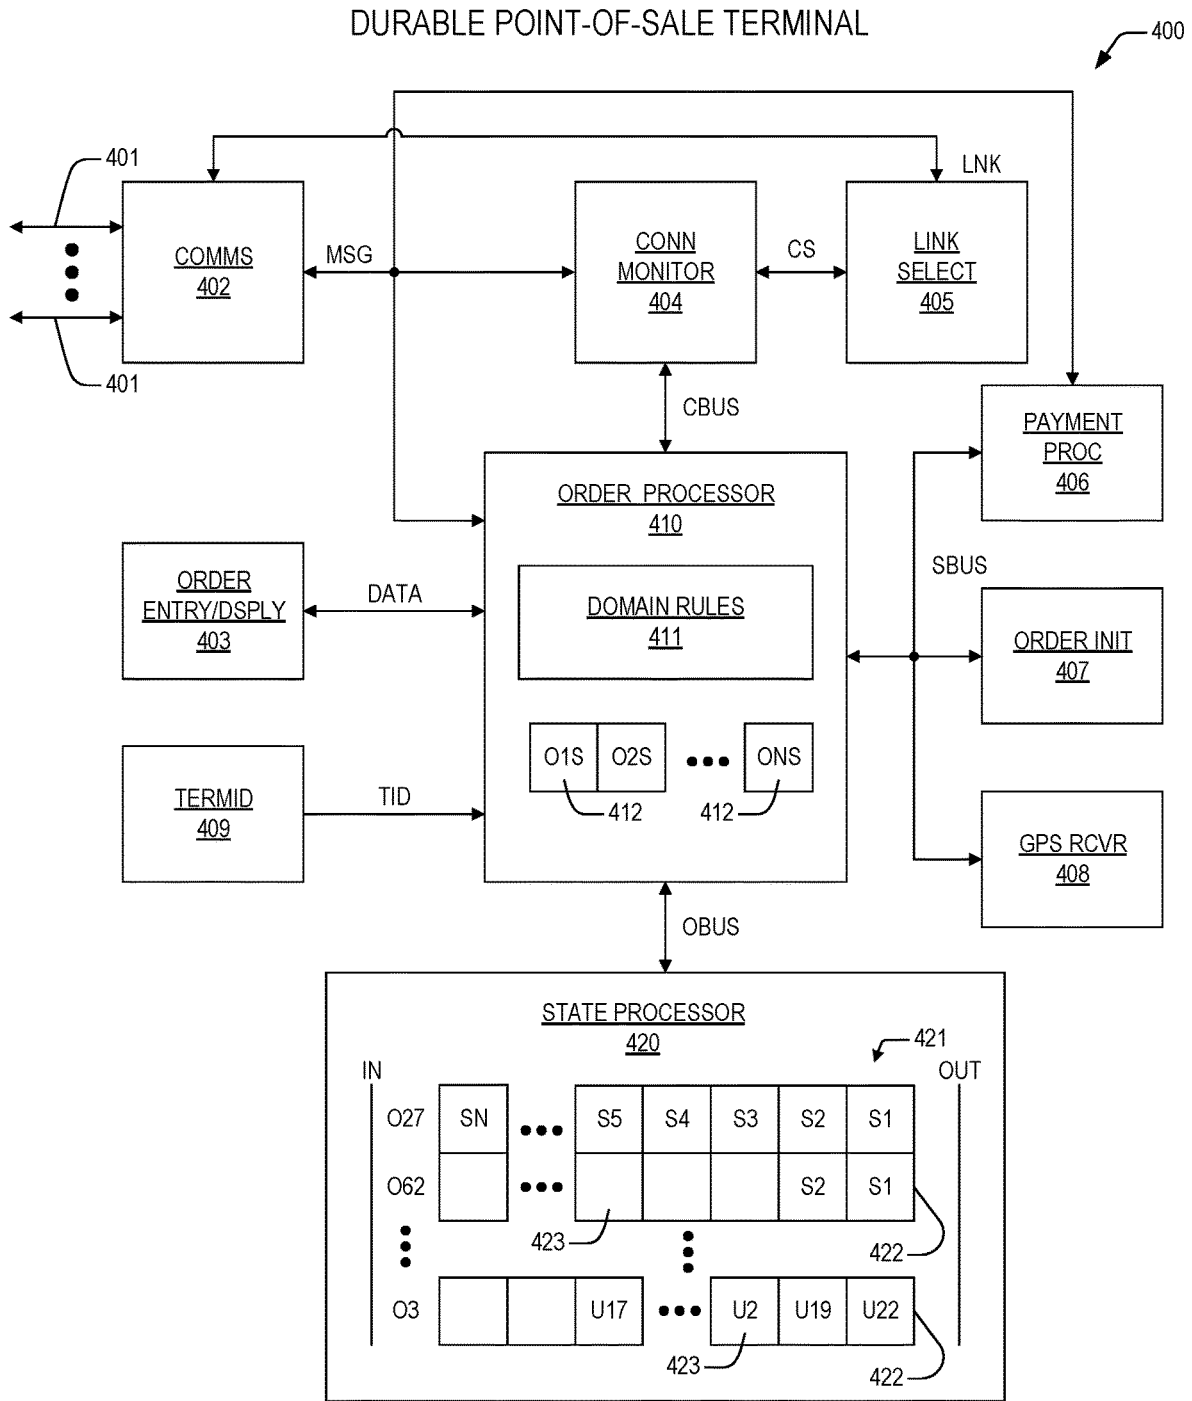 DURABLE POINT-OF-SALE TERMINAL
400
401
LNK
COMMS
402
MSG
CONN
MONITOR
404
CS
LINK
SELECT
405
401
CBUS
PAYMENT
PROC
406
ORDER PROCESSOR
410
ORDER
ENTRY/DSPLY
403
DATA
DOMAIN RULES
411
SBUS
ORDER INIT
407
O1S O2S ONS
412 412
TERMID
409
TID
GPS RCVR
408
OBUS
STATE PROCESSOR
420
421
IN OUT
O27 SN S5 S4 S3 S2 S1
O62 S2 S1
423 422
O3 U17 U2 U19 U22
423 422